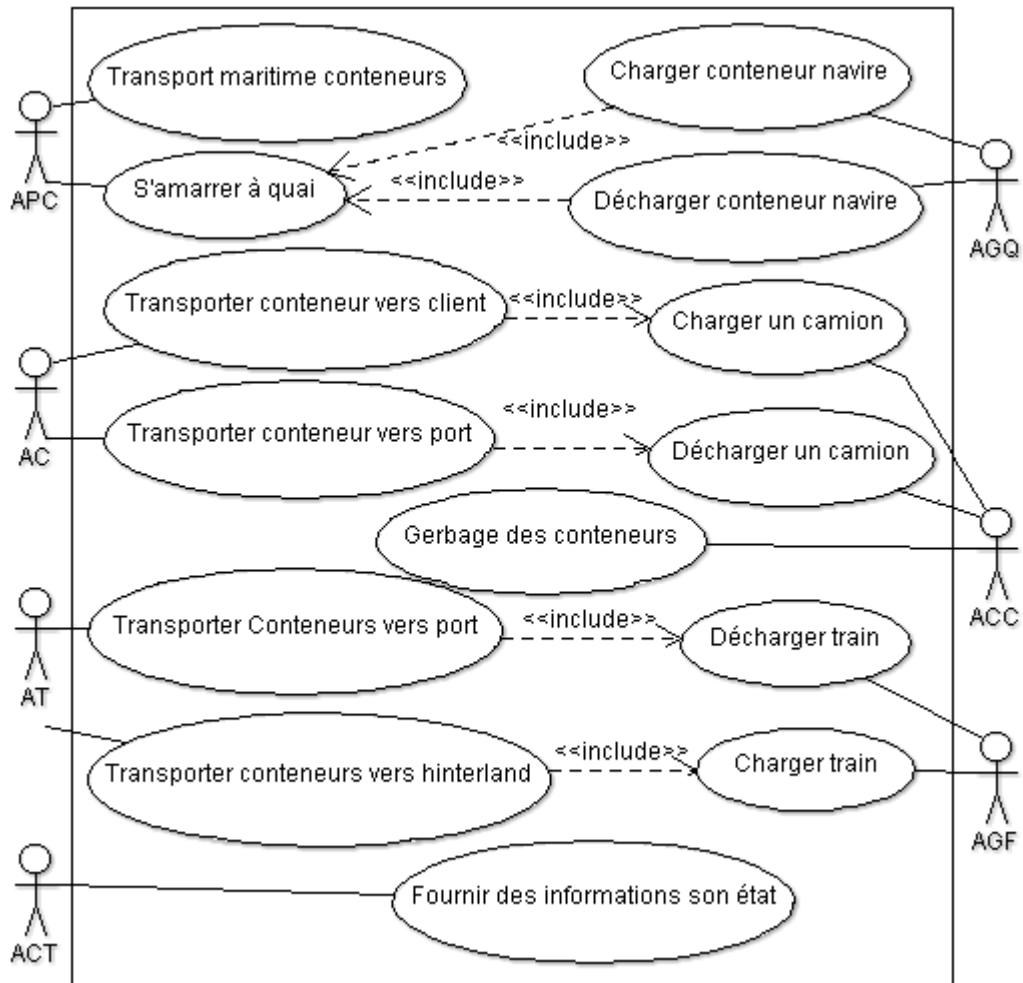 Transport maritime conteneurs
Charger conteneur navire
<<include>>
APC
S'amarrer à quai
<<include>>
Décharger conteneur navire
AGQ
Transporter conteneur vers client
<<include>>
Charger un camion
AC
Transporter conteneur vers port
<<include>>
Décharger un camion
Gerbage des conteneurs
ACC
AT
Transporter Conteneurs vers port
<<include>>
Décharger train
Transporter conteneurs vers hinterland
<<include>>
Charger train
AGF
ACT
Fournir des informations son état